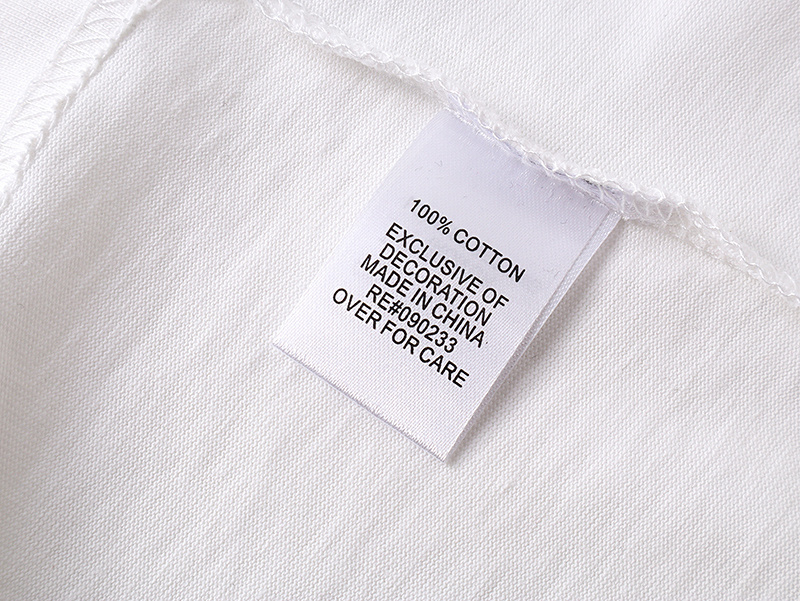 100% COTTON
EXCLUSIVE OF
DECORATION
MADE IN CHINA
RE#090233
OVER FOR CARE